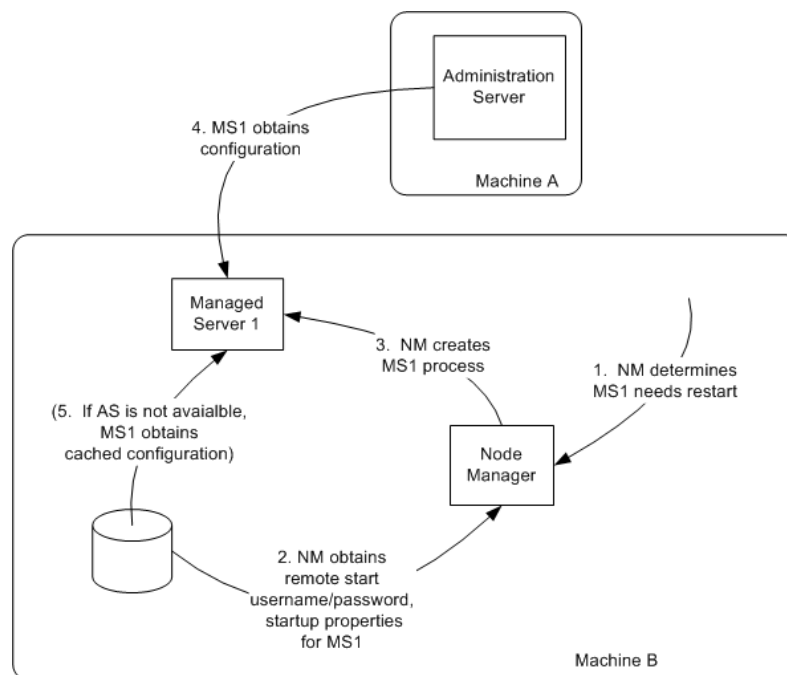 Administration
Server
Machine A
4. MS1 obtains
configuration
Managed
Server 1
3. NM creates
MS1 process
1. NM determines
MS1 needs restart
(5. If AS is not avaialble,
MS1 obtains
cached configuration)
Node
Manager
2. NM obtains
remote start
username/password,
startup properties
for MS1
Machine B